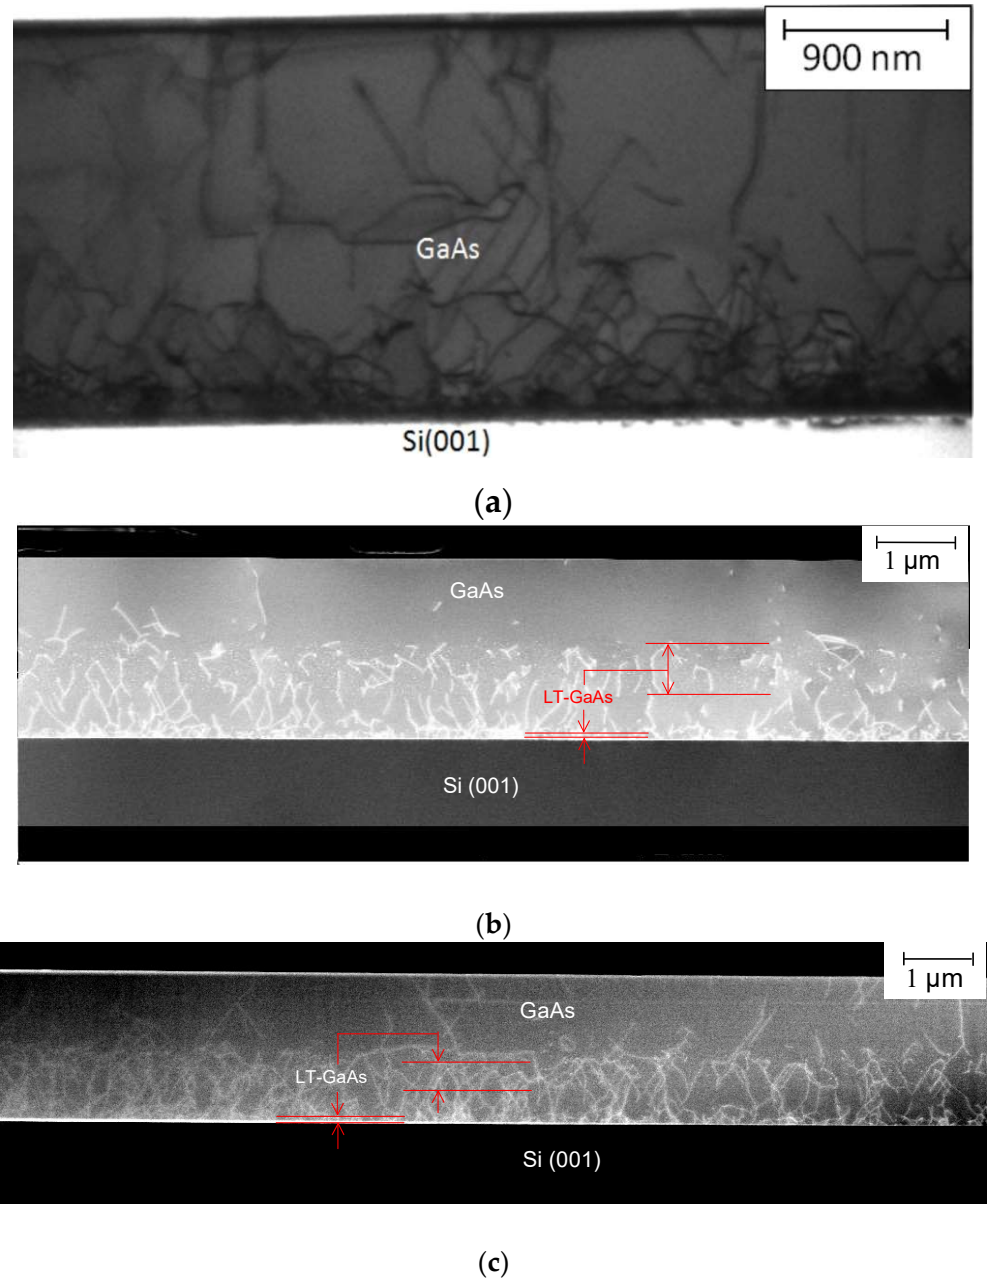 900 nm
GaAs
Si(001)
(a)
1 μm
GaAs
LT-GaAs
Si (001)
(b)
1 μm
GaAs
LT-GaAs
Si (001)
(c)